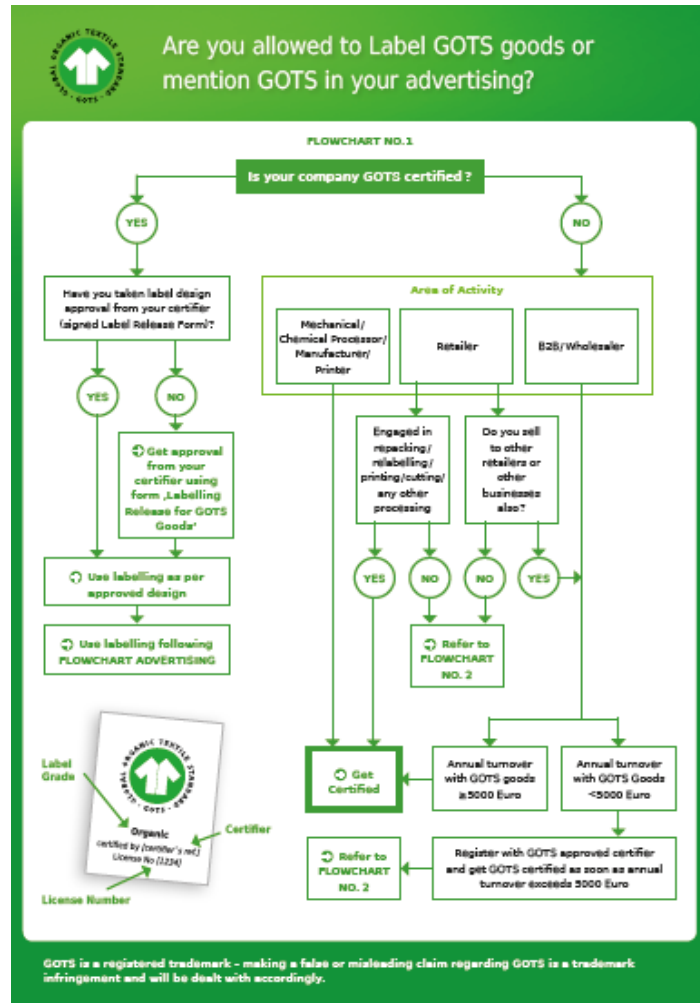 GLOBAL ORGANIC TEXTILE STANDARD · GOTS ·
Are you allowed to Label GOTS goods or
mention GOTS in your advertising?
FLOWCHART NO.1
Is your company GOTS certified ?
YES
NO
Have you taken label design
approval from your certifier
(signed Label Release Form)?
YES
NO
Get approval
from your
certifier using
form ‚Labelling
Release for GOTS
Goods'
Use labelling as per
approved design
Use labelling following
FLOWCHART ADVERTISING
Area of Activity
Mechanical/
Chemical Processor/
Manufacturer/
Printer
Retailer
B2B/Wholesaler
Engaged in
repacking/
relabelling/
printing/cutting/
any other
processing
Do you sell
to other
retailers or
other
businesses
also?
YES
NO
NO
YES
Refer to
FLOWCHART
NO. 2
Get
Certified
Annual turnover
with GOTS goods
≥5000 Euro
Annual turnover
with GOTS Goods
<5000 Euro
Refer to
FLOWCHART
NO. 2
Register with GOTS approved certifier
and get GOTS certified as soon as annual
turnover exceeds 5000 Euro
Label
Grade
GLOBAL ORGANIC TEXTILE STANDARD · GOTS ·
Organic
certified by [certifier's ref.]
License No [1234]
Certifier
License Number
GOTS is a registered trademark – making a false or misleading claim regarding GOTS is a trademark
infringement and will be dealt with accordingly.